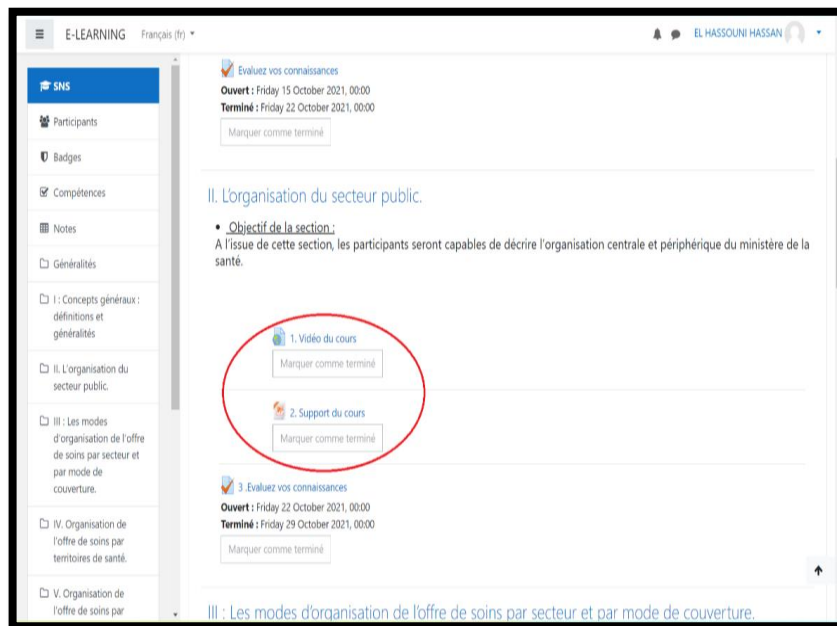 E-LEARNING Français (fr)
EL HASSOUNI HASSAN
SNS
Participants
Badges
Compétences
Notes
Généralités
I : Concepts généraux :
définitions et
généralités
II. L'organisation du
secteur public.
III : Les modes
d'organisation de l'offre
de soins par secteur et
par mode de
couverture.
IV. Organisation de
l'offre de soins par
territoires de santé.
V. Organisation de
l'offre de soins par
Evaluez vos connaissances
Ouvert : Friday 15 October 2021, 00:00
Terminé : Friday 22 October 2021, 00:00
Marquer comme terminé
II. L'organisation du secteur public.
• Objectif de la section :
A l'issue de cette section, les participants seront capables de décrire l'organisation centrale et périphérique du ministère de la
santé.
1. Vidéo du cours
Marquer comme terminé
2. Support du cours
Marquer comme terminé
3 .Evaluez vos connaissances
Ouvert : Friday 22 October 2021, 00:00
Terminé : Friday 29 October 2021, 00:00
Marquer comme terminé
III : Les modes d'organisation de l'offre de soins par secteur et par mode de couverture.